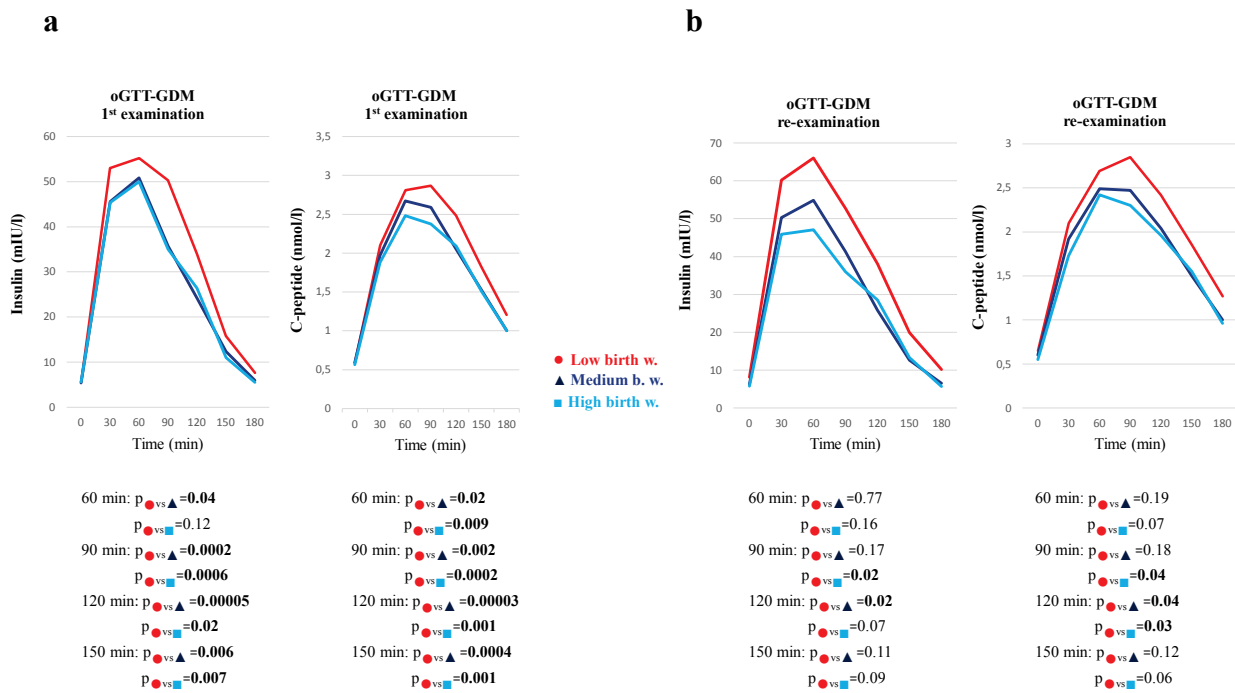 a
b
oGTT-GDM
1st examination
oGTT-GDM
1st examination
oGTT-GDM
re-examination
oGTT-GDM
re-examination
Insulin (mIU/l)
60
50
40
30
20
10
0
0 30 60 90 120 150 180
Time (min)
C-peptide (nmol/l)
3,5
3
2,5
2
1,5
1
0,5
0
0 30 60 90 120 150 180
Time (min)
● Low birth w.
▲ Medium b. w.
■ High birth w.
Insulin (mIU/l)
70
60
50
40
30
20
10
0
0 30 60 90 120 150 180
Time (min)
C-peptide (nmol/l)
3
2,5
2
1,5
1
0,5
0
0 30 60 90 120 150 180
Time (min)
60 min: p ● vs ▲ =0.04
p ● vs ■ =0.12
90 min: p ● vs ▲ =0.0002
p ● vs ■ =0.0006
120 min: p ● vs ▲ =0.00005
p ● vs ■ =0.02
150 min: p ● vs ▲ =0.006
p ● vs ■ =0.007
60 min: p ● vs ▲ =0.02
p ● vs ■ =0.009
90 min: p ● vs ▲ =0.002
p ● vs ■ =0.0002
120 min: p ● vs ▲ =0.00003
p ● vs ■ =0.001
150 min: p ● vs ▲ =0.0004
p ● vs ■ =0.001
60 min: p ● vs ▲ =0.77
p ● vs ■ =0.16
90 min: p ● vs ▲ =0.17
p ● vs ■ =0.02
120 min: p ● vs ▲ =0.02
p ● vs ■ =0.07
150 min: p ● vs ▲ =0.11
p ● vs ■ =0.09
60 min: p ● vs ▲ =0.19
p ● vs ■ =0.07
90 min: p ● vs ▲ =0.18
p ● vs ■ =0.04
120 min: p ● vs ▲ =0.04
p ● vs ■ =0.03
150 min: p ● vs ▲ =0.12
p ● vs ■ =0.06